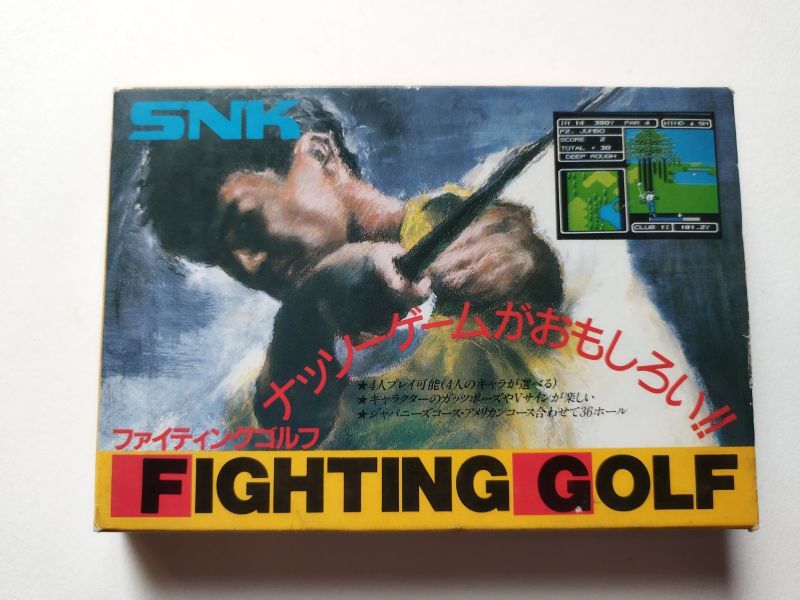 SNK
IN 14 380Y PAR 4
WIND ↓ 5M
P2. JUMBO
SCORE 2
TOTAL + 30
DEEP ROUGH
CLUB 1I 181.2Y
ナッソーゲームがおもしろい!!
★4人プレイ可能(4人のキャラが選べる)
★キャラクターのガッツポーズやVサインが楽しい
★ジャパニーズコース・アメリカンコース合わせて36ホール
ファイティングゴルフ
FIGHTING GOLF